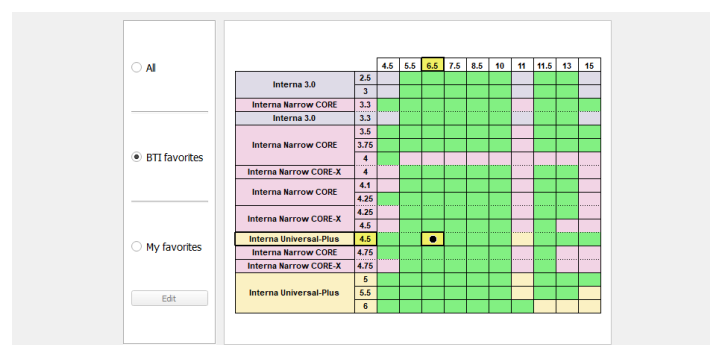 All
BTI favorites
My favorites
Edit
4.5 5.5 6.5 7.5 8.5 10 11 11.5 13 15
Interna 3.0 2.5
3
Interna Narrow CORE 3.3
Interna 3.0 3.3
Interna Narrow CORE 3.5
3.75
4
Interna Narrow CORE-X 4
Interna Narrow CORE 4.1
4.25
Interna Narrow CORE-X 4.25
4.5
Interna Universal-Plus 4.5
Interna Narrow CORE 4.75
Interna Narrow CORE-X 4.75
Interna Universal-Plus 5
5.5
6